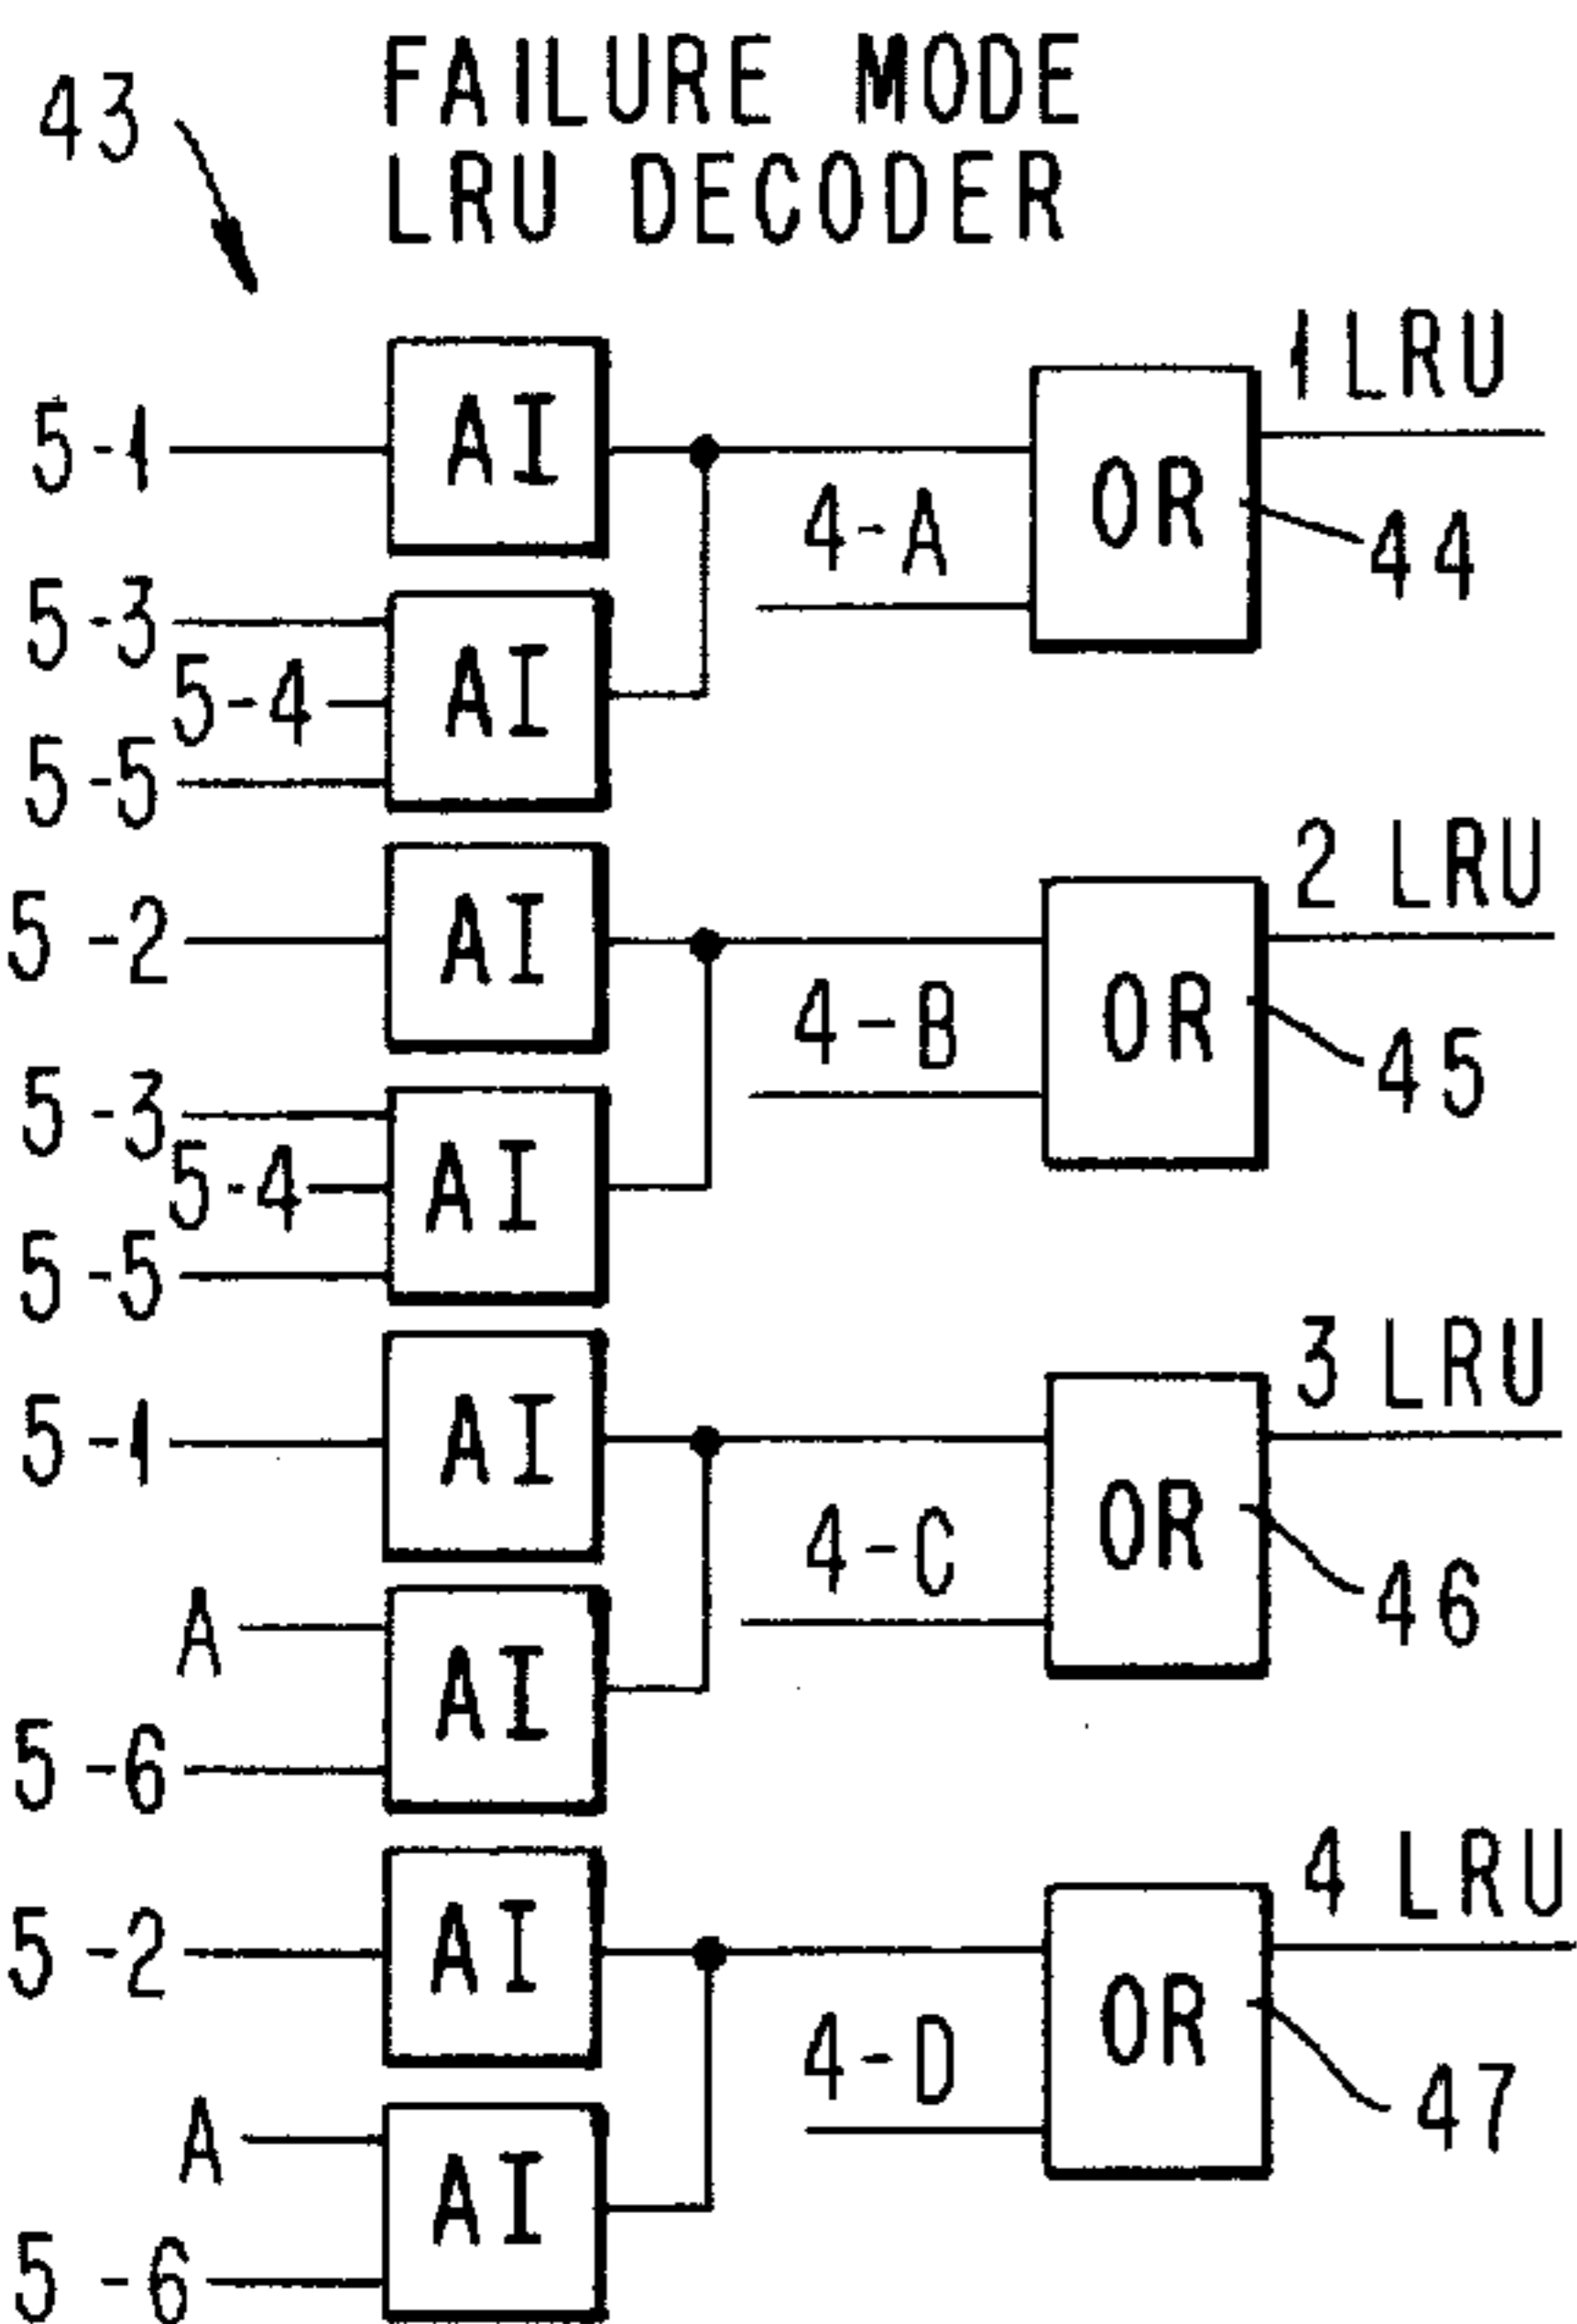 43
FAILURE MODE
LRU DECODER
5-1
AI
1 LRU
4-A
OR
44
5-3
5-4
5-5
AI
5-2
AI
2 LRU
4-B
OR
45
5-3
5-4
5-5
AI
5-1
AI
3 LRU
4-C
OR
46
A
5-6
AI
5-2
AI
4 LRU
4-D
OR
47
A
5-6
AI